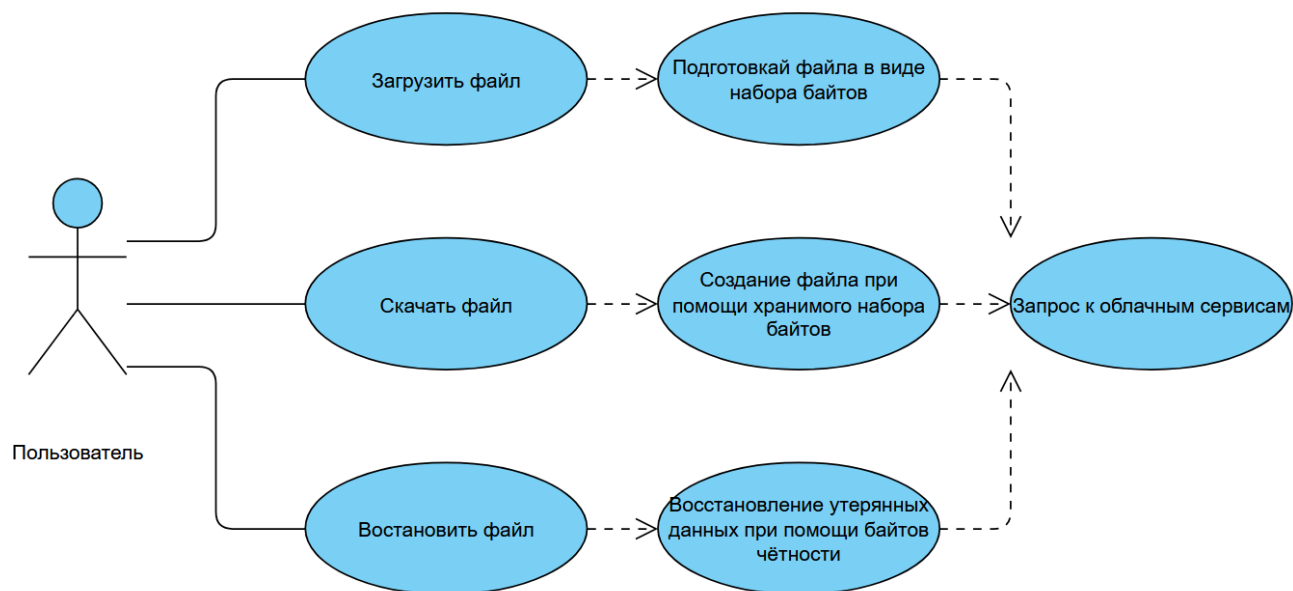 Загрузить файл
Подготовкай файла в виде
набора байтов
Скачать файл
Создание файла при
помощи хранимого набора
байтов
Запрос к облачным сервисам
Пользователь
Востановить файл
Восстановление утерянных
данных при помощи байтов
чётности